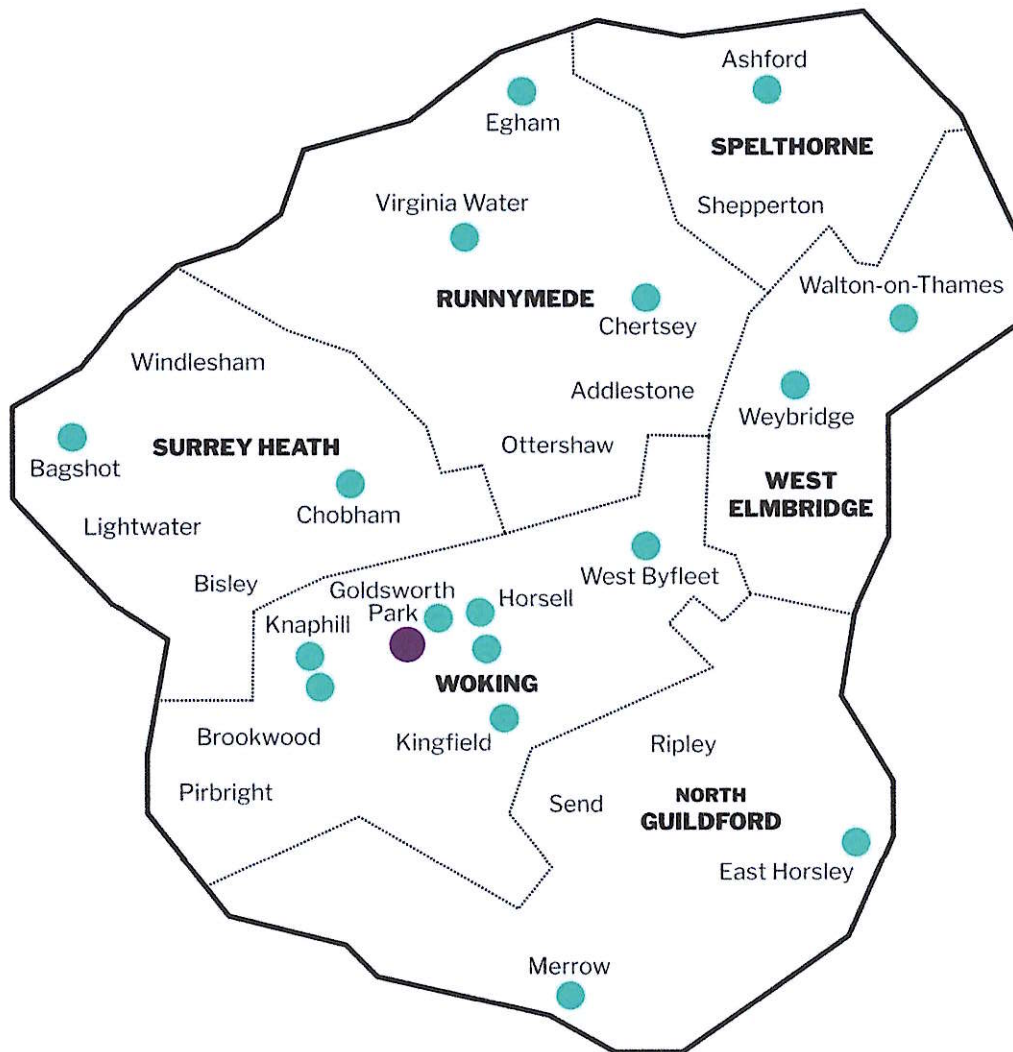 Ashford
Egham
SPELTHORNE
Virginia Water
Shepperton
Walton-on-Thames
RUNNYMEDE
Chertsey
Windlesham
Addlestone
Weybridge
Ottershaw
SURREY HEATH
Bagshot
WEST
ELMBRIDGE
Chobham
Lightwater
West Byfleet
Bisley
Goldsworth
Park
Horsell
Knaphill
WOKING
Brookwood
Kingfield
Ripley
Pirbright
Send
NORTH
GUILDFORD
East Horsley
Merrow